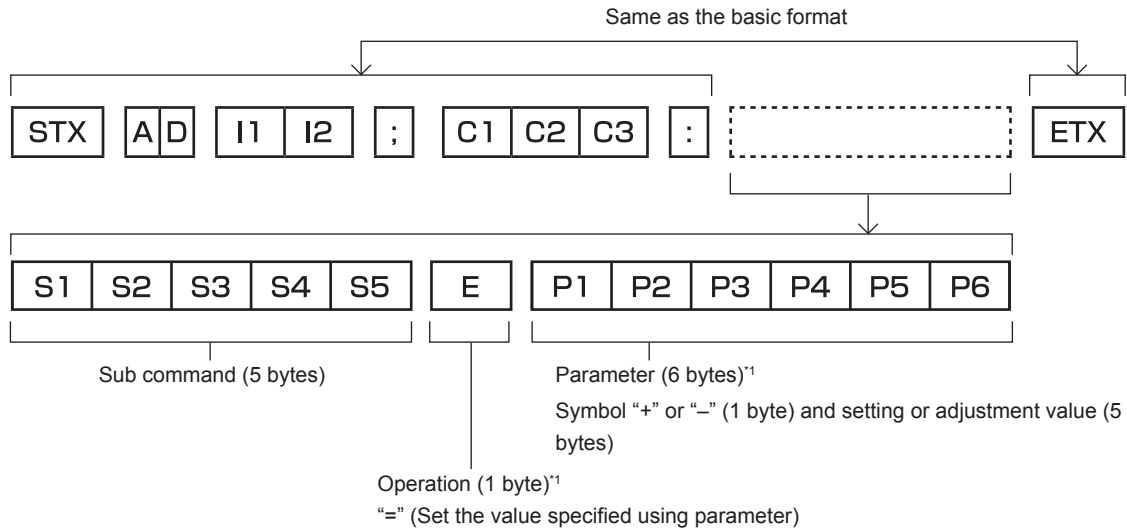 Same as the basic format
STX A D I1 I2 ; C1 C2 C3 : ETX
S1 S2 S3 S4 S5 E P1 P2 P3 P4 P5 P6
Sub command (5 bytes)
Parameter (6 bytes)*1
Symbol “+” or “–” (1 byte) and setting or adjustment value (5
bytes)
Operation (1 byte)*1
“=” (Set the value specified using parameter)